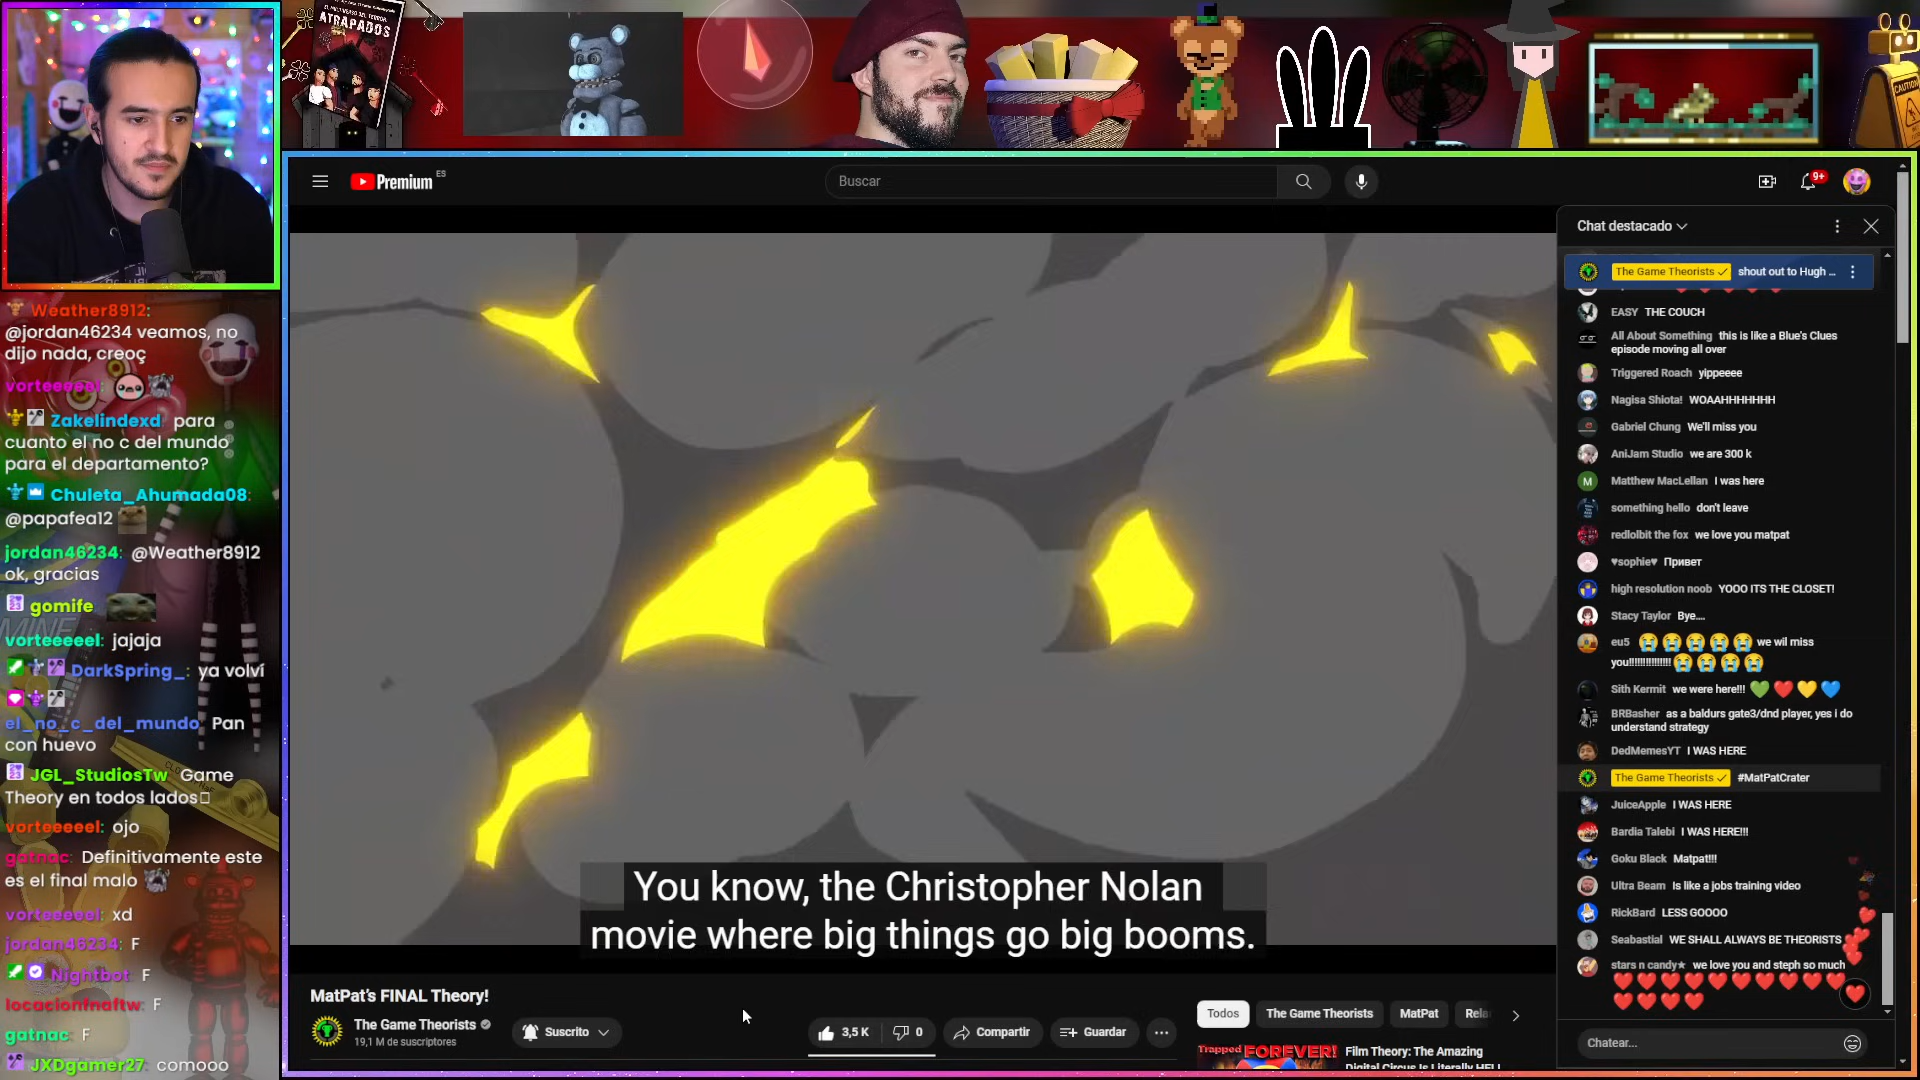 ATRAPADOS
CAUTION
Weather8912:
@jordan46234 veamos, no
dijo nada, creoç
vorteeeeel:
Zakelindexd para
cuanto el no c del mundo
para el departamento?
Chuleta_Ahumada08:
@papafea12
jordan46234: @Weather8912
ok, gracias
gomife
vorteeeeel: jajaja
DarkSpring_: ya volví
el_no_c_del_mundo Pan
con huevo
JGL_StudiosTw Game
Theory en todos lados
vorteeeeel: ojo
gatnac: Definitivamente este
es el final malo
vorteeeeel: xd
jordan46234: F
Nightbot F
locacionfnaftw: F
gatnac: F
JXDgamer27: comooo
Premium ES
Buscar
9+
You know, the Christopher Nolan
movie where big things go big booms.
MatPat's FINAL Theory!
The Game Theorists
19,1 M de suscriptores
Suscrito
3,5 K
0
Compartir
Guardar
Todos
The Game Theorists
MatPat
Rela
Trapped FOREVER!
Film Theory: The Amazing
Digital Circus Is Literally HELL
Chat destacado
The Game Theorists shout out to Hugh ...
EASY THE COUCH
All About Something this is like a Blue's Clues
episode moving all over
Triggered Roach yippeeee
Nagisa Shiota! WOAAHHHHHHH
Gabriel Chung We'll miss you
AniJam Studio we are 300 k
M
Matthew MacLellan I was here
something hello don't leave
redlolbit the fox we love you matpat
♥sophie♥ Привет
high resolution noob YOOO ITS THE CLOSET!
Stacy Taylor Bye....
eu5 😭😭😭😭😭 we wil miss
you!!!!!!!!!!!!!!!!😭😭😭😭
Sith Kermit we were here!!! 💚❤️💛💙
BRBasher as a baldurs gate3/dnd player, yes i do
understand strategy
DedMemesYT I WAS HERE
The Game Theorists #MatPatCrater
JuiceApple I WAS HERE
Bardia Talebi I WAS HERE!!!
Goku Black Matpat!!!
Ultra Beam Is like a jobs training video
RickBard LESS GOOOO
Seabastial WE SHALL ALWAYS BE THEORISTS
stars n candy★ we love you and steph so much
❤️❤️❤️❤️❤️❤️❤️❤️❤️❤️
❤️❤️❤️❤️
Chatear...